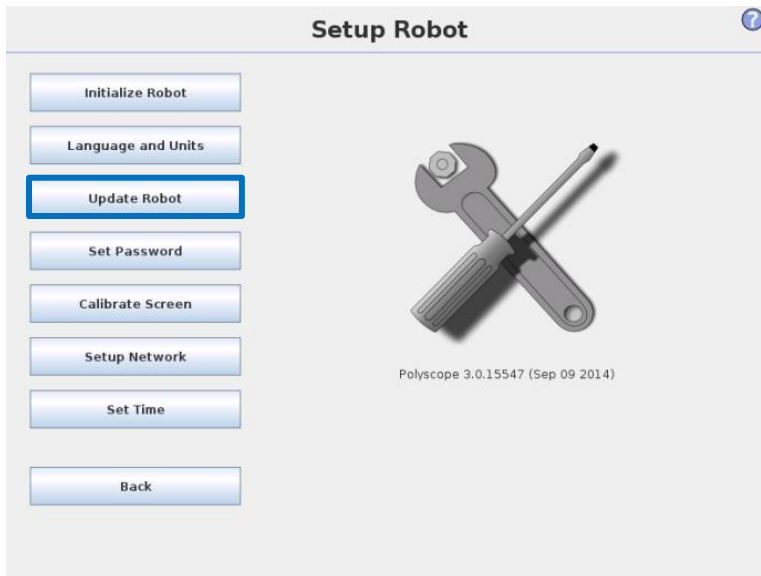 Setup Robot
?
Initialize Robot
Language and Units
Update Robot
Set Password
Calibrate Screen
Setup Network
Set Time
Back
Polyscope 3.0.15547 (Sep 09 2014)